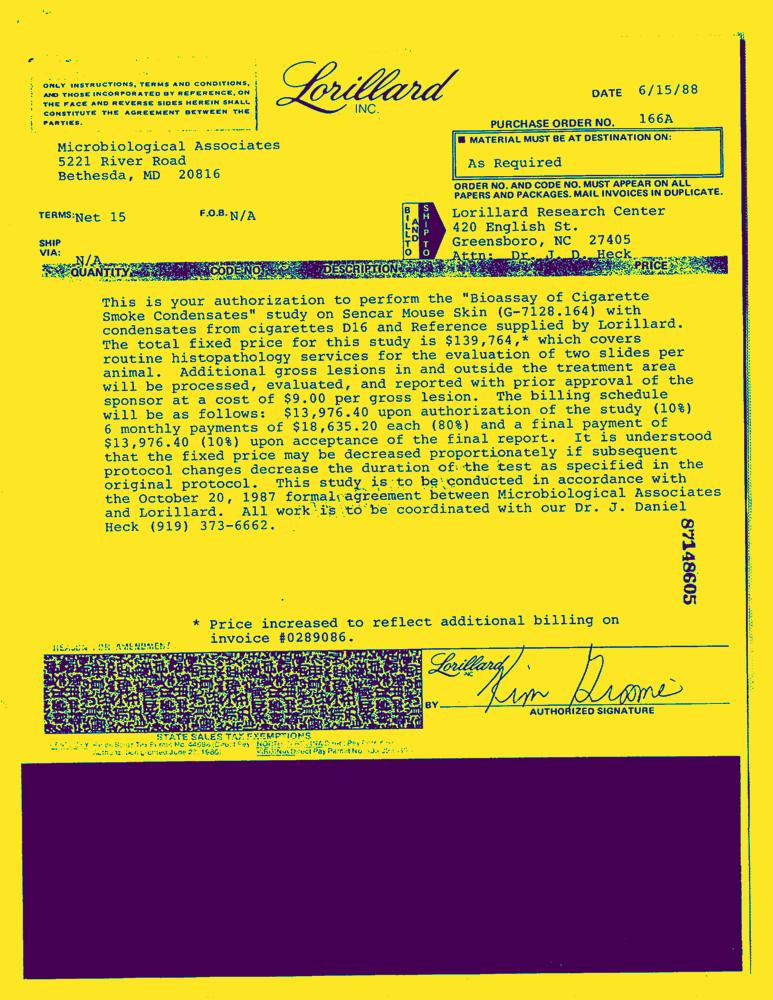 ONLY INSTRUCTIONS, TERMS AND CONDITIONS,
AND THOSE INCORPORATED BY REFERENCE, ON
THE FACE AND REVERSE SIDES HEREIN SHALL
CONSTITUTE THE AGREEMENT BETWEEN THE
PARTIES.
Lorillard
INC.
DATE 6/15/88
PURCHASE ORDER NO. 166A
MATERIAL MUST BE AT DESTINATION ON:
As Required
Microbiological Associates
5221 River Road
Bethesda, MD 20816
ORDER NO. AND CODE NO. MUST APPEAR ON ALL
PAPERS AND PACKAGES. MAIL INVOICES IN DUPLICATE.
TERMS: Net 15
F.O.B. N/A
BILL TO AND SHIP TO
Lorillard Research Center
420 English St.
Greensboro, NC 27405
Attn: Dr. J. D. Heck
SHIP
VIA: N/A
QUANTITY CODE NO. DESCRIPTION PRICE
This is your authorization to perform the "Bioassay of Cigarette
Smoke Condensates" study on Sencar Mouse Skin (G-7128.164) with
condensates from cigarettes D16 and Reference supplied by Lorillard.
The total fixed price for this study is $139,764,* which covers
routine histopathology services for the evaluation of two slides per
animal. Additional gross lesions in and outside the treatment area
will be processed, evaluated, and reported with prior approval of the
sponsor at a cost of $9.00 per gross lesion. The billing schedule
will be as follows: $13,976.40 upon authorization of the study (10%)
6 monthly payments of $18,635.20 each (80%) and a final payment of
$13,976.40 (10%) upon acceptance of the final report. It is understood
that the fixed price may be decreased proportionately if subsequent
protocol changes decrease the duration of the test as specified in the
original protocol. This study is to be conducted in accordance with
the October 20, 1987 formal agreement between Microbiological Associates
and Lorillard. All work is to be coordinated with our Dr. J. Daniel
Heck (919) 373-6662.
87148605
* Price increased to reflect additional billing on
invoice #0289086.
REASON FOR AMENDMENT
Lorillard
INC
BY
Kim
AUTHORIZED SIGNATURE
STATE SALES TAX EXEMPTIONS